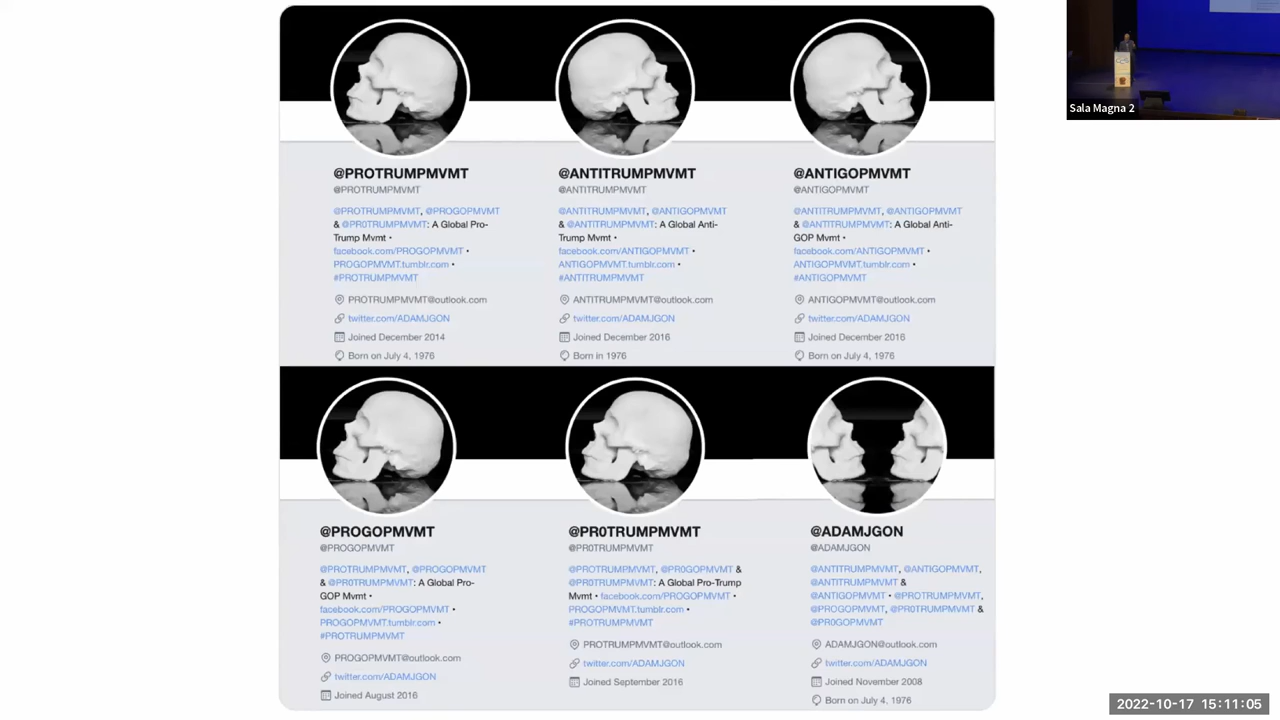 @PROTRUMPMVMT
@PROTRUMPMVMT
@PROTRUMPMVMT, @PROGOPMVMT
& @PR0TRUMPMVMT: A Global Pro-
Trump Mvmt •
facebook.com/PROGOPMVMT •
PROGOPMVMT.tumblr.com •
#PROTRUMPMVMT
PROTRUMPMVMT@outlook.com
twitter.com/ADAMJGON
Joined December 2014
Born on July 4, 1976
@ANTITRUMPMVMT
@ANTITRUMPMVMT
@ANTITRUMPMVMT, @ANTIGOPMVMT
& @ANTITRUMPMVMT: A Global Anti-
Trump Mvmt •
facebook.com/ANTIGOPMVMT •
ANTIGOPMVMT.tumblr.com •
#ANTITRUMPMVMT
ANTITRUMPMVMT@outlook.com
twitter.com/ADAMJGON
Joined December 2016
Born in 1976
@ANTIGOPMVMT
@ANTIGOPMVMT
@ANTITRUMPMVMT, @ANTIGOPMVMT
& @ANTITRUMPMVMT: A Global Anti-
GOP Mvmt •
facebook.com/ANTIGOPMVMT •
ANTIGOPMVMT.tumblr.com •
#ANTIGOPMVMT
ANTIGOPMVMT@outlook.com
twitter.com/ADAMJGON
Joined December 2016
Born on July 4, 1976
@PROGOPMVMT
@PROGOPMVMT
@PROTRUMPMVMT, @PROGOPMVMT
& @PR0TRUMPMVMT: A Global Pro-
GOP Mvmt •
facebook.com/PROGOPMVMT •
PROGOPMVMT.tumblr.com •
#PROTRUMPMVMT
PROGOPMVMT@outlook.com
twitter.com/ADAMJGON
Joined August 2016
@PR0TRUMPMVMT
@PR0TRUMPMVMT
@PROTRUMPMVMT, @PR0GOPMVMT &
@PR0TRUMPMVMT: A Global Pro-Trump
Mvmt • facebook.com/PROGOPMVMT •
PROGOPMVMT.tumblr.com •
#PROTRUMPMVMT
PROTRUMPMVMT@outlook.com
twitter.com/ADAMJGON
Joined September 2016
@ADAMJGON
@ADAMJGON
@ANTITRUMPMVMT, @ANTIGOPMVMT,
@ANTITRUMPMVMT &
@ANTIGOPMVMT • @PROTRUMPMVMT,
@PROGOPMVMT, @PR0TRUMPMVMT &
@PR0GOPMVMT
ADAMJGON@outlook.com
twitter.com/ADAMJGON
Joined November 2008
Born on July 4, 1976
Sala Magna 2
2022-10-17 15:11:05